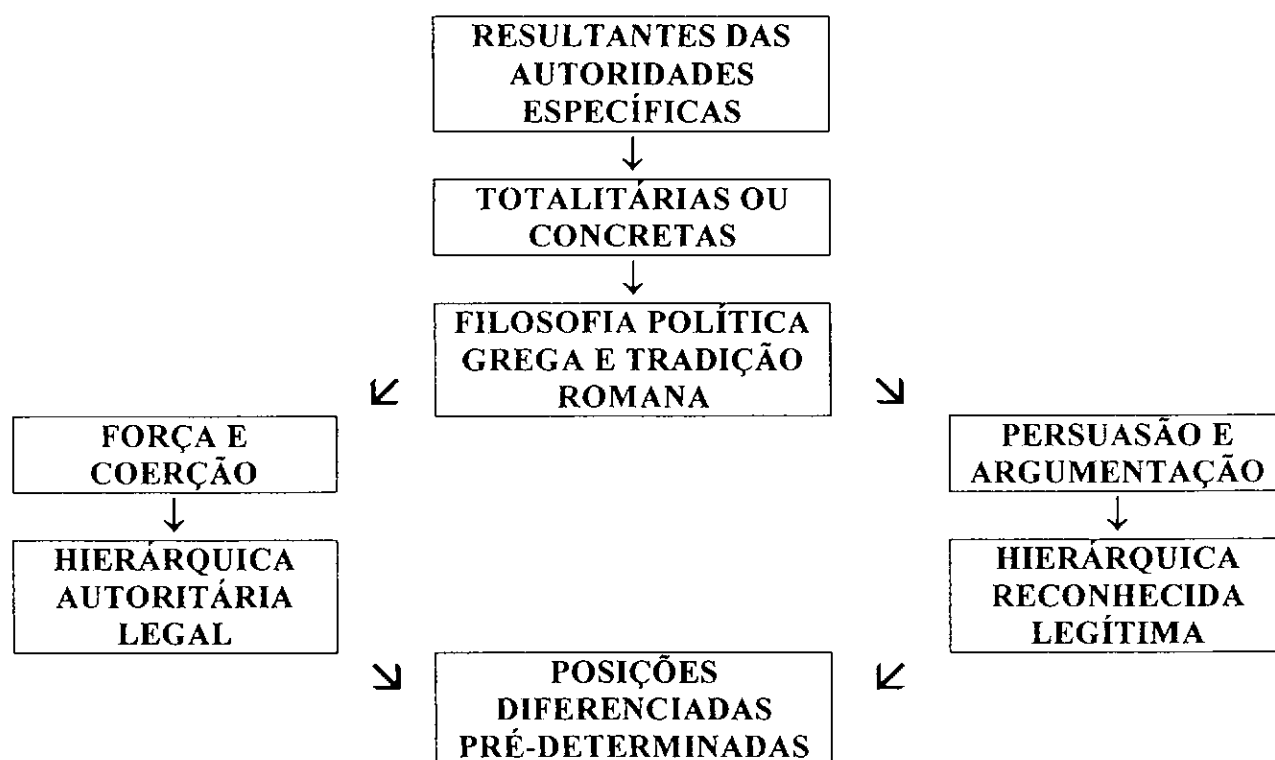 RESULTANTES DAS
AUTORIDADES
ESPECÍFICAS
↓
TOTALITÁRIAS OU
CONCRETAS
↓
FILOSOFIA POLÍTICA
GREGA E TRADIÇÃO
ROMANA
FORÇA E
COERÇÃO
↓
HIERÁRQUICA
AUTORITÁRIA
LEGAL
PERSUASÃO E
ARGUMENTAÇÃO
↓
HIERÁRQUICA
RECONHECIDA
LEGÍTIMA
POSIÇÕES
DIFERENCIADAS
PRÉ-DETERMINADAS